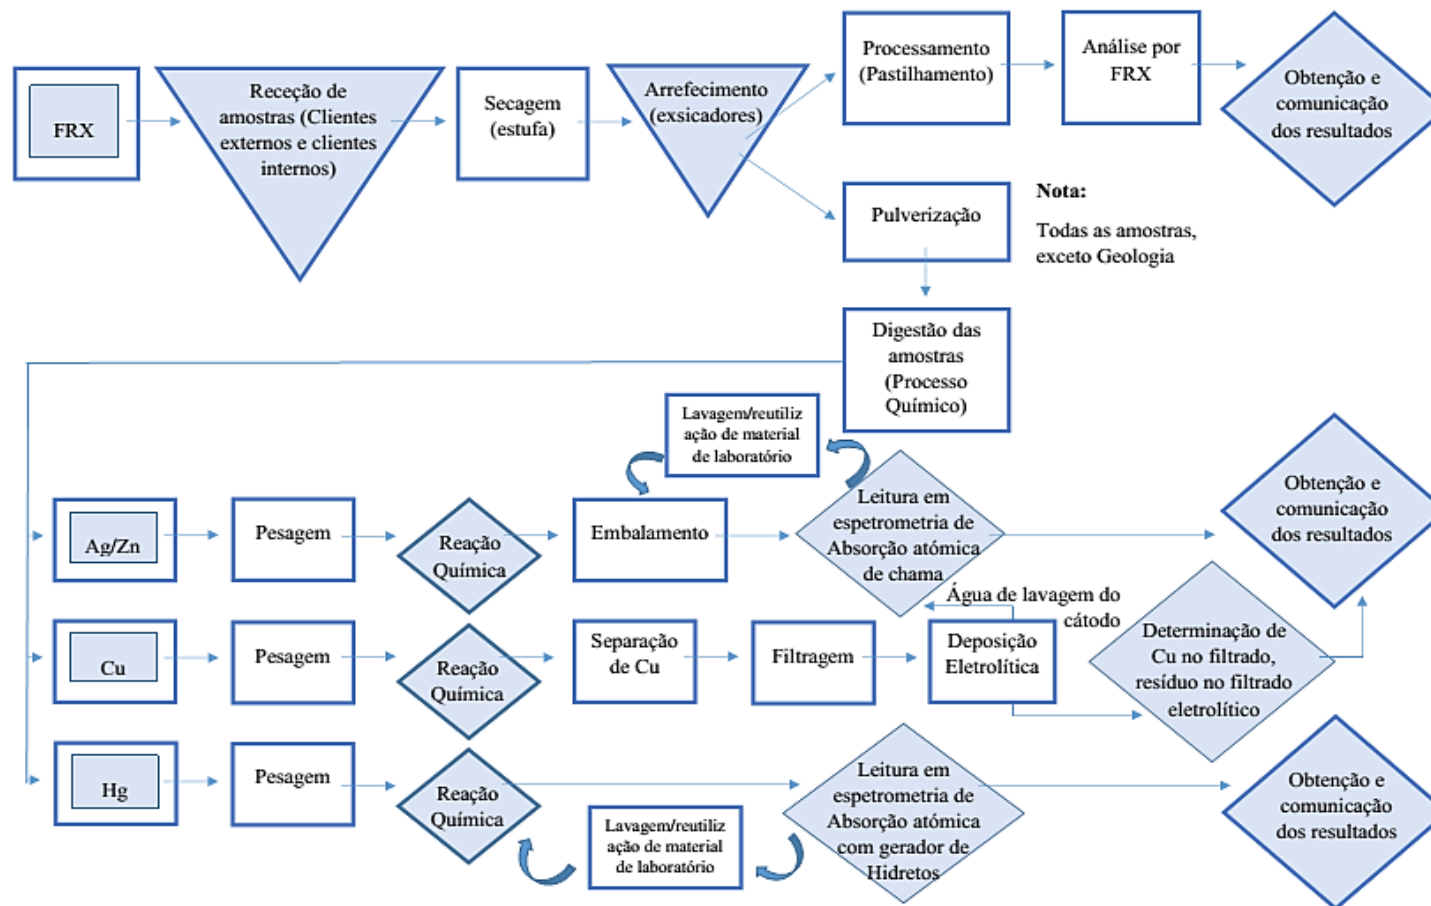 FRX
Receção de
amostras (Clientes
externos e clientes
internos)
Secagem
(estufa)
Arrefecimento
(exsicadores)
Processamento
(Pastilhamento)
Análise por
FRX
Obtenção e
comunicação
dos resultados
Pulverização
Nota:
Todas as amostras,
exceto Geologia
Digestão das
amostras
(Processo
Químico)
Lavagem/reutiliz
ação de material
de laboratório
Ag/Zn
Pesagem
Reação
Química
Embalamento
Leitura em
espetrometria de
Absorção atómica
de chama
Obtenção e
comunicação
dos resultados
Cu
Pesagem
Reação
Química
Separação
de Cu
Filtragem
Água de lavagem do
cátodo
Deposição
Eletrolítica
Determinação de
Cu no filtrado,
resíduo no filtrado
eletrolítico
Hg
Pesagem
Reação
Química
Lavagem/reutiliz
ação de material
de laboratório
Leitura em
espetrometria de
Absorção atómica
com gerador de
Hidretos
Obtenção e
comunicação
dos resultados